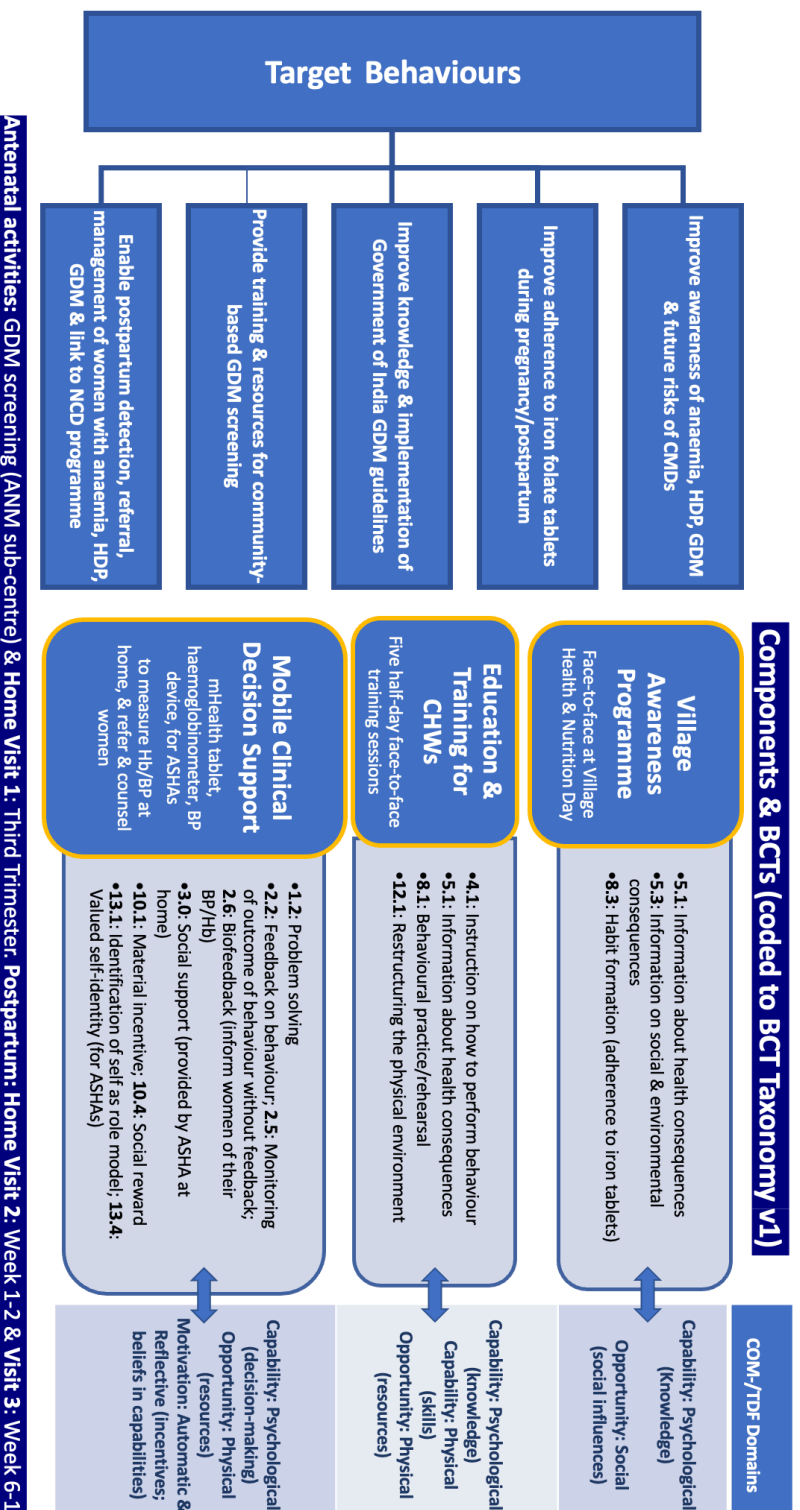 Components & BCTs (coded to BCT Taxonomy v1)
COM-/TDF Domains
Target Behaviours
Improve awareness of anaemia, HDP, GDM
& future risks of CMDs
Improve adherence to iron folate tablets
during pregnancy/postpartum
Improve knowledge & implementation of
Government of India GDM guidelines
Provide training & resources for community-
based GDM screening
Enable postpartum detection, referral,
management of women with anaemia, HDP,
GDM & link to NCD programme
Village
Awareness
Programme
Face-to-face at Village
Health & Nutrition Day
•5.1: Information about health consequences
•5.3: Information on social & environmental
consequences
•8.3: Habit formation (adherence to iron tablets)
Capability: Psychological
(Knowledge)
Opportunity: Social
(social influences)
Education &
Training for
CHWs
Five half-day face-to-face
training sessions
•4.1: Instruction on how to perform behaviour
•5.1: Information about health consequences
•8.1: Behavioural practice/rehearsal
•12.1: Restructuring the physical environment
Capability: Psychological
(knowledge)
Capability: Physical
(skills)
Opportunity: Physical
(resources)
Mobile Clinical
Decision Support
mHealth tablet,
haemoglobinometer, BP
device, for ASHAs
to measure Hb/BP at
home, & refer & counsel
women
•1.2: Problem solving
•2.2: Feedback on behaviour; 2.5: Monitoring
of outcome of behaviour without feedback;
2.6: Biofeedback (inform women of their
BP/Hb)
•3.0: Social support (provided by ASHA at
home)
•10.1: Material incentive; 10.4: Social reward
•13.1: Identification of self as role model; 13.4:
Valued self-identity (for ASHAs)
Capability: Psychological
(decision-making)
Opportunity: Physical
(resources)
Motivation: Automatic &
Reflective (incentives;
beliefs in capabilities)
Antenatal activities: GDM screening (ANM sub-centre) & Home Visit 1: Third Trimester. Postpartum: Home Visit 2: Week 1-2 & Visit 3: Week 6-1